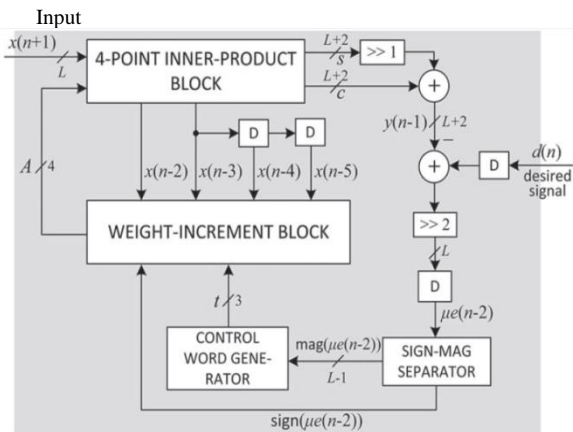 Input
x(n+1)
L
4-POINT INNER-PRODUCT
BLOCK
L+2
s
>> 1
L+2
c
+
y(n-1)
L+2
−
D
D
A
4
x(n-2)
x(n-3)
x(n-4)
x(n-5)
+
D
d(n)
desired
signal
WEIGHT-INCREMENT BLOCK
>> 2
L
D
t
3
μe(n-2)
CONTROL
WORD GENE-
RATOR
mag(μe(n-2))
L-1
SIGN-MAG
SEPARATOR
sign(μe(n-2))